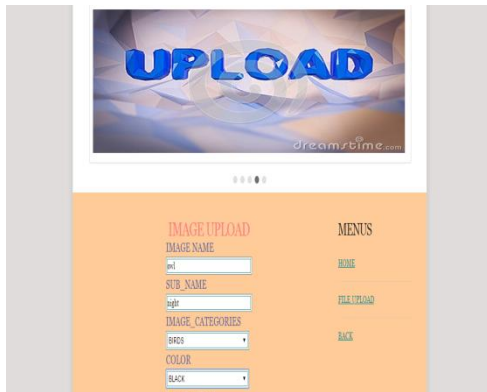 UPLOAD
dreamstime.com
IMAGE UPLOAD
IMAGE NAME
owl
SUB_NAME
night
IMAGE_CATEGORIES
BIRDS
COLOR
BLACK
MENUS
HOME
FILE UPLOAD
BACK